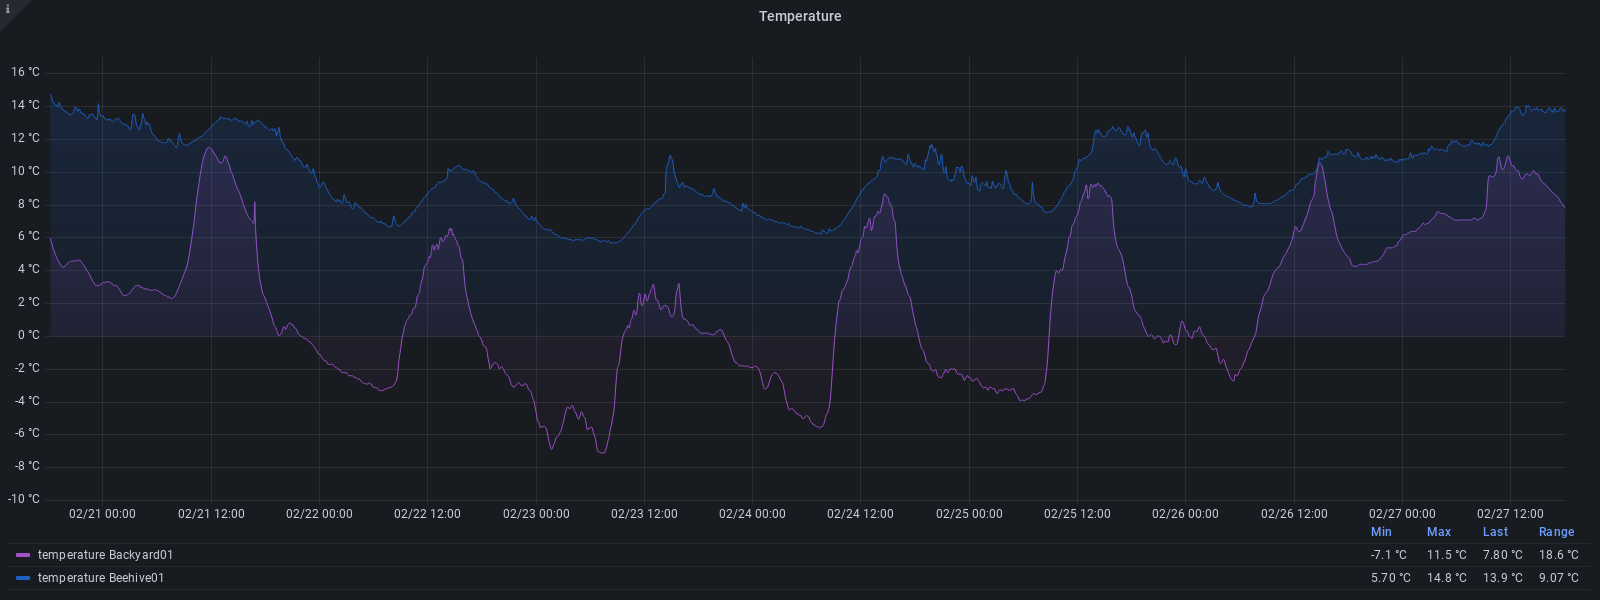 i
Temperature
16 °C
14 °C
12 °C
10 °C
8 °C
6 °C
4 °C
2 °C
0 °C
-2 °C
-4 °C
-6 °C
-8 °C
-10 °C
02/21 00:00 02/21 12:00 02/22 00:00 02/22 12:00 02/23 00:00 02/23 12:00 02/24 00:00 02/24 12:00 02/25 00:00 02/25 12:00 02/26 00:00 02/26 12:00 02/27 00:00 02/27 12:00
Min Max Last Range
temperature Backyard01 -7.1 °C 11.5 °C 7.80 °C 18.6 °C
temperature Beehive01 5.70 °C 14.8 °C 13.9 °C 9.07 °C